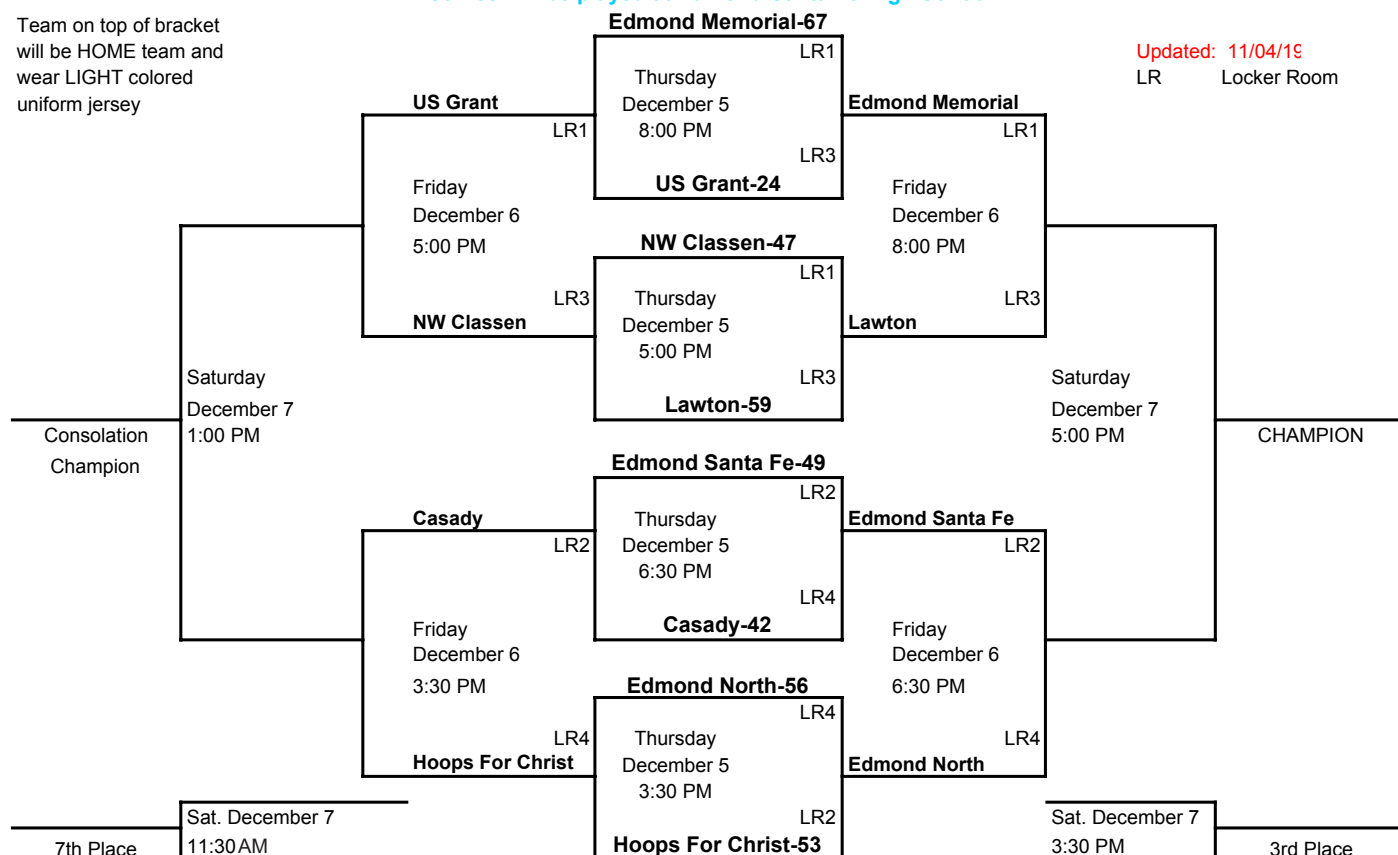 Edmond Memorial-67
Team on top of bracket
will be HOME team and
wear LIGHT colored
uniform jersey
Updated: 11/04/19
LR Locker Room
LR1
Thursday
December 5
8:00 PM
LR3
US Grant-24
US Grant
LR1
Friday
December 6
5:00 PM
LR3
NW Classen
Edmond Memorial
LR1
Friday
December 6
8:00 PM
LR3
Lawton
NW Classen-47
LR1
Thursday
December 5
5:00 PM
LR3
Lawton-59
Saturday
December 7
1:00 PM
Consolation
Champion
Saturday
December 7
5:00 PM
CHAMPION
Edmond Santa Fe-49
LR2
Thursday
December 5
6:30 PM
LR4
Casady-42
Casady
LR2
Friday
December 6
3:30 PM
LR4
Hoops For Christ
Edmond Santa Fe
LR2
Friday
December 6
6:30 PM
LR4
Edmond North
Edmond North-56
LR4
Thursday
December 5
3:30 PM
LR2
Hoops For Christ-53
Sat. December 7
11:30 AM
7th Place
Sat. December 7
3:30 PM
3rd Place